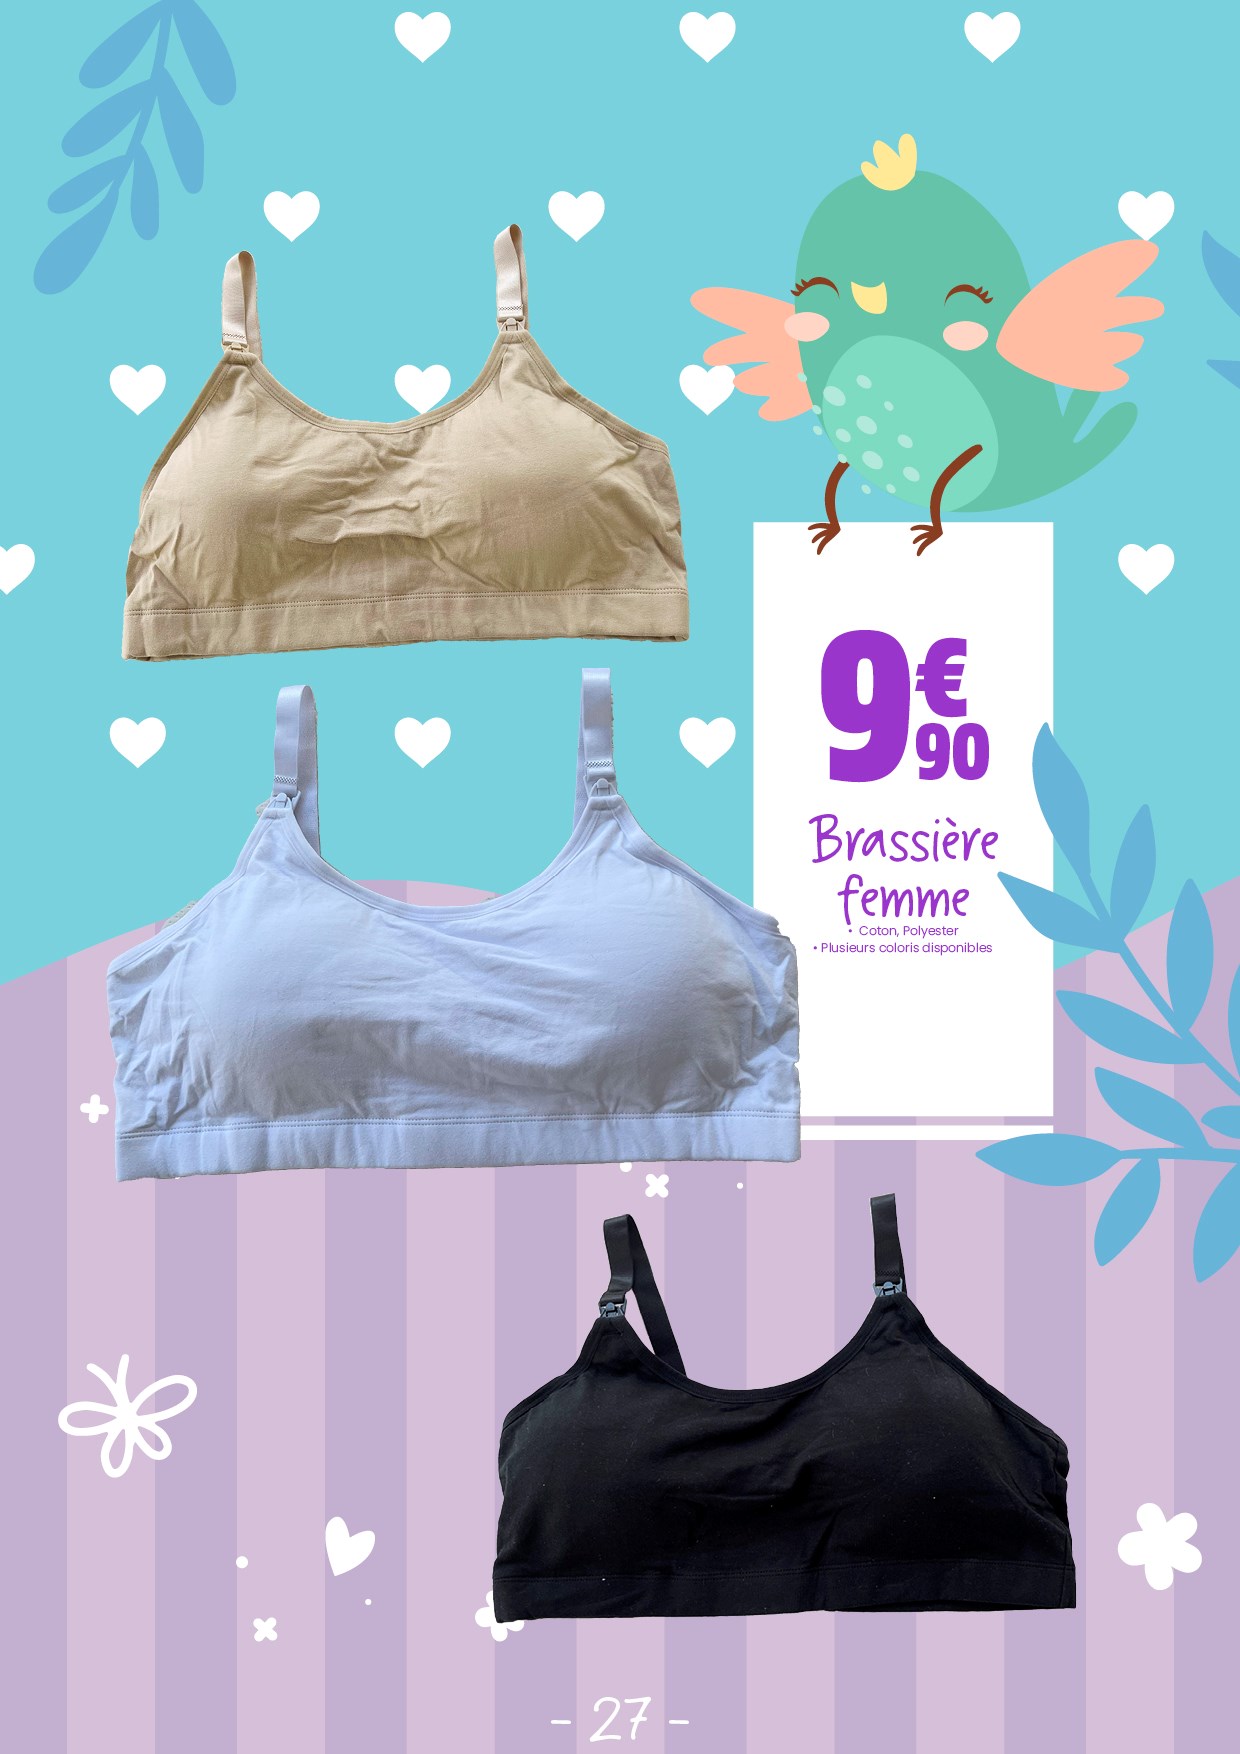 9€90
Brassière
femme
• Coton, Polyester
• Plusieurs coloris disponibles
- 27 -